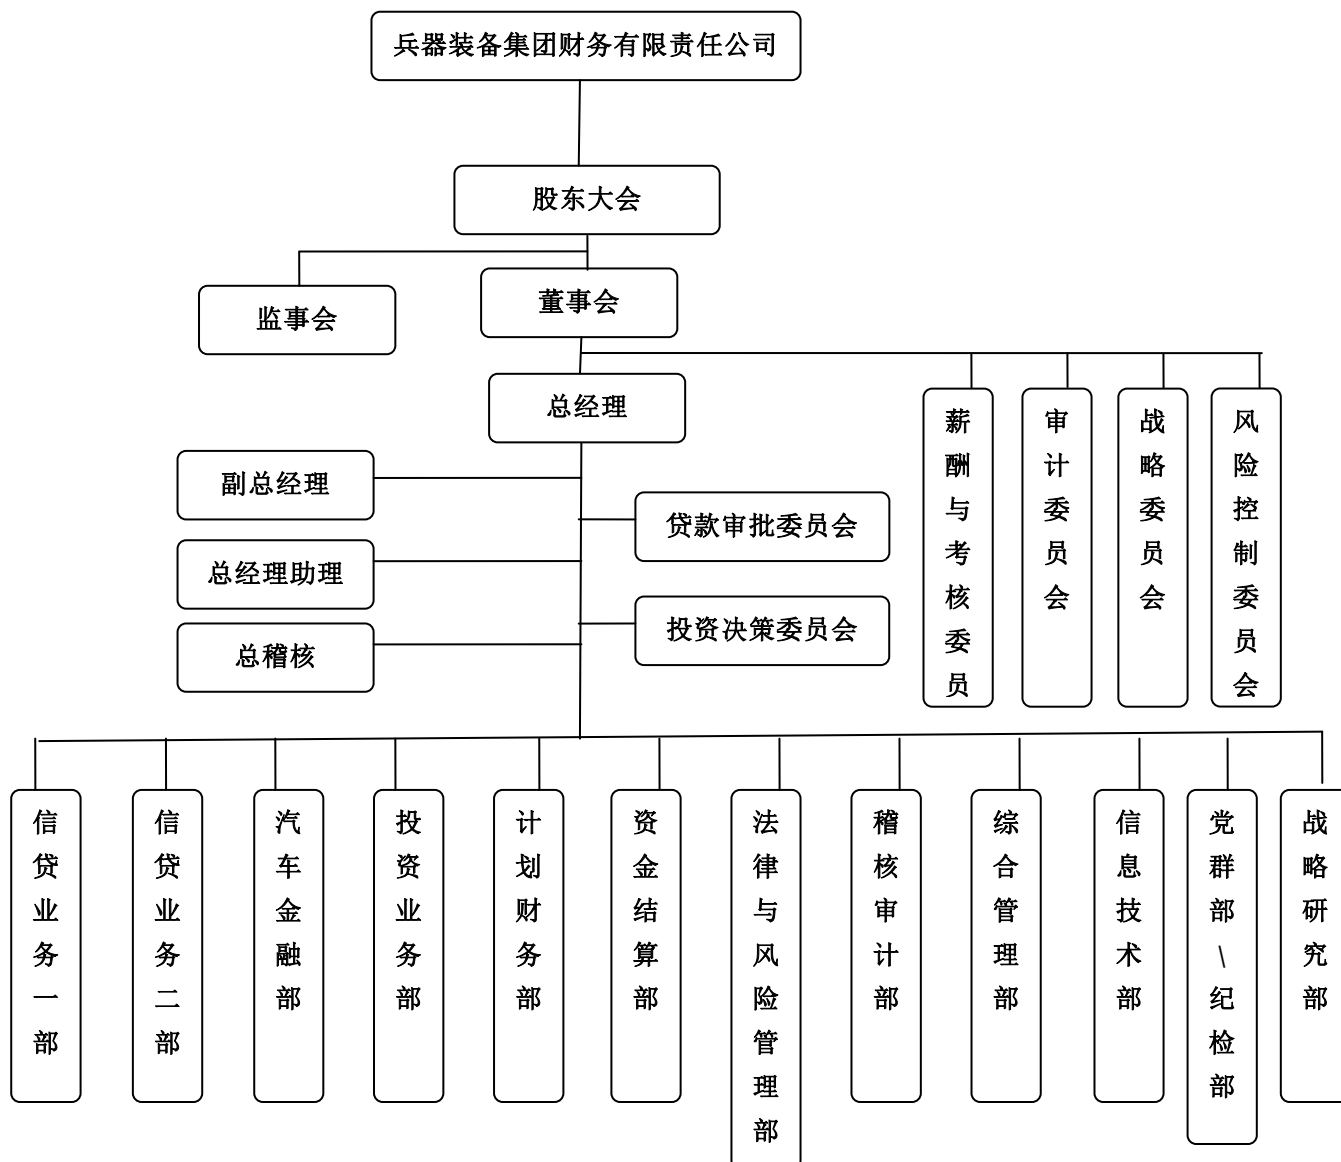 兵器装备集团财务有限责任公司
股东大会
监事会
董事会
总经理
副总经理
总经理助理
总稽核
贷款审批委员会
投资决策委员会
薪酬与考核委员
审计委员会
战略委员会
风险控制委员会
信贷业务一部
信贷业务二部
汽车金融部
投资业务部
计划财务部
资金结算部
法律与风险管理部
稽核审计部
综合管理部
信息技术部
党群部\纪检部
战略研究部